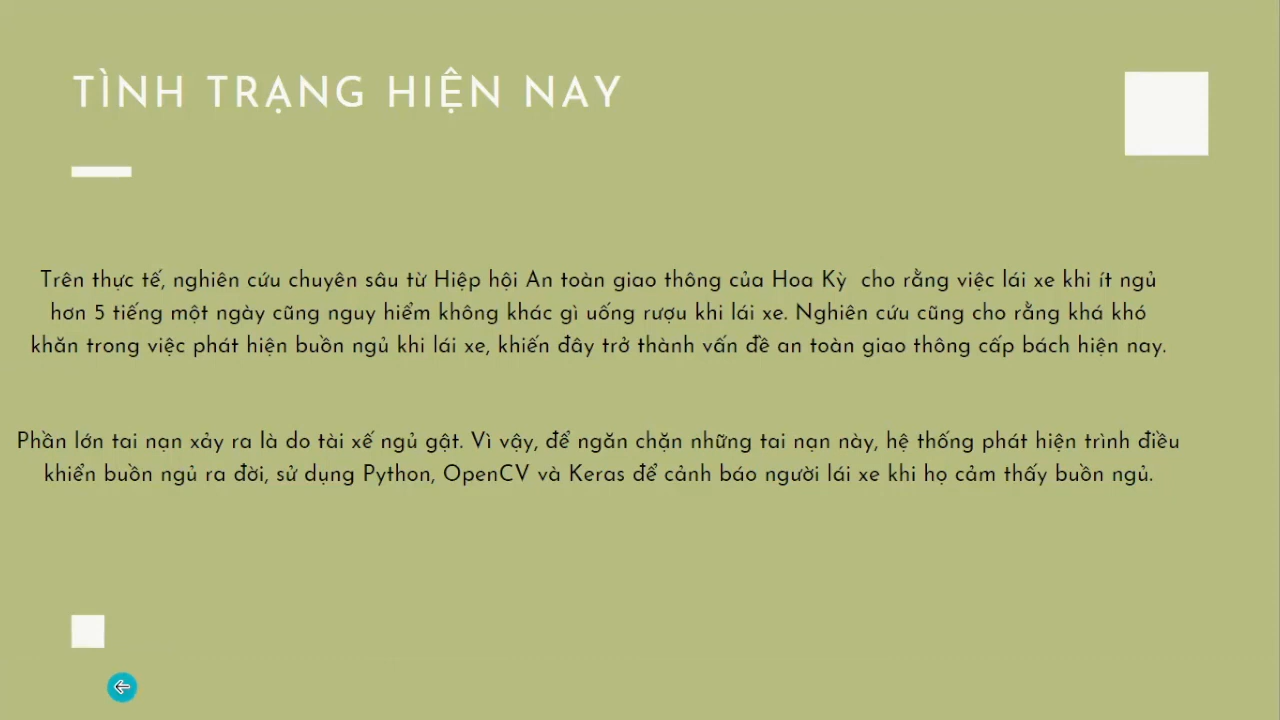 TÌNH TRẠNG HIỆN NAY
Trên thực tế, nghiên cứu chuyên sâu từ Hiệp hội An toàn giao thông của Hoa Kỳ  cho rằng việc lái xe khi ít ngủ
hơn 5 tiếng một ngày cũng nguy hiểm không khác gì uống rượu khi lái xe. Nghiên cứu cũng cho rằng khá khó
khăn trong việc phát hiện buồn ngủ khi lái xe, khiến đây trở thành vấn đề an toàn giao thông cấp bách hiện nay.
Phần lớn tai nạn xảy ra là do tài xế ngủ gật. Vì vậy, để ngăn chặn những tai nạn này, hệ thống phát hiện trình điều
khiển buồn ngủ ra đời, sử dụng Python, OpenCV và Keras để cảnh báo người lái xe khi họ cảm thấy buồn ngủ.